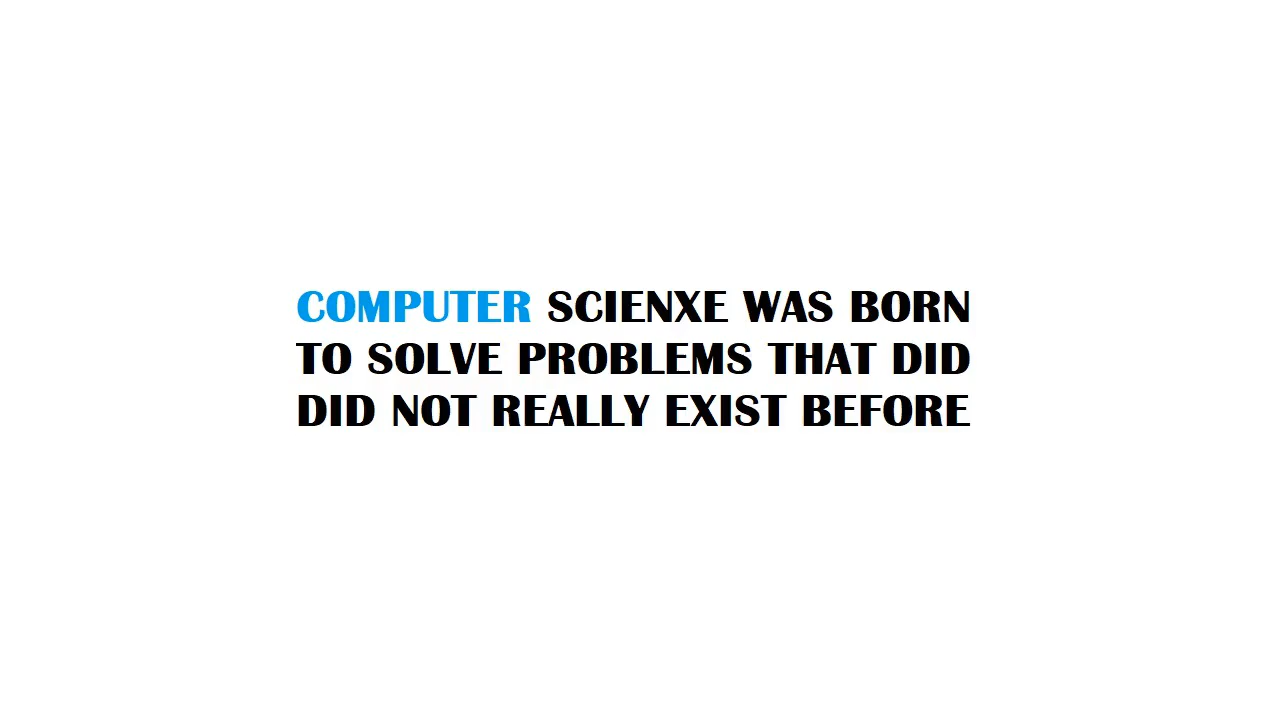 COMPUTER SCIENXE WAS BORN
TO SOLVE PROBLEMS THAT DID
DID NOT REALLY EXIST BEFORE